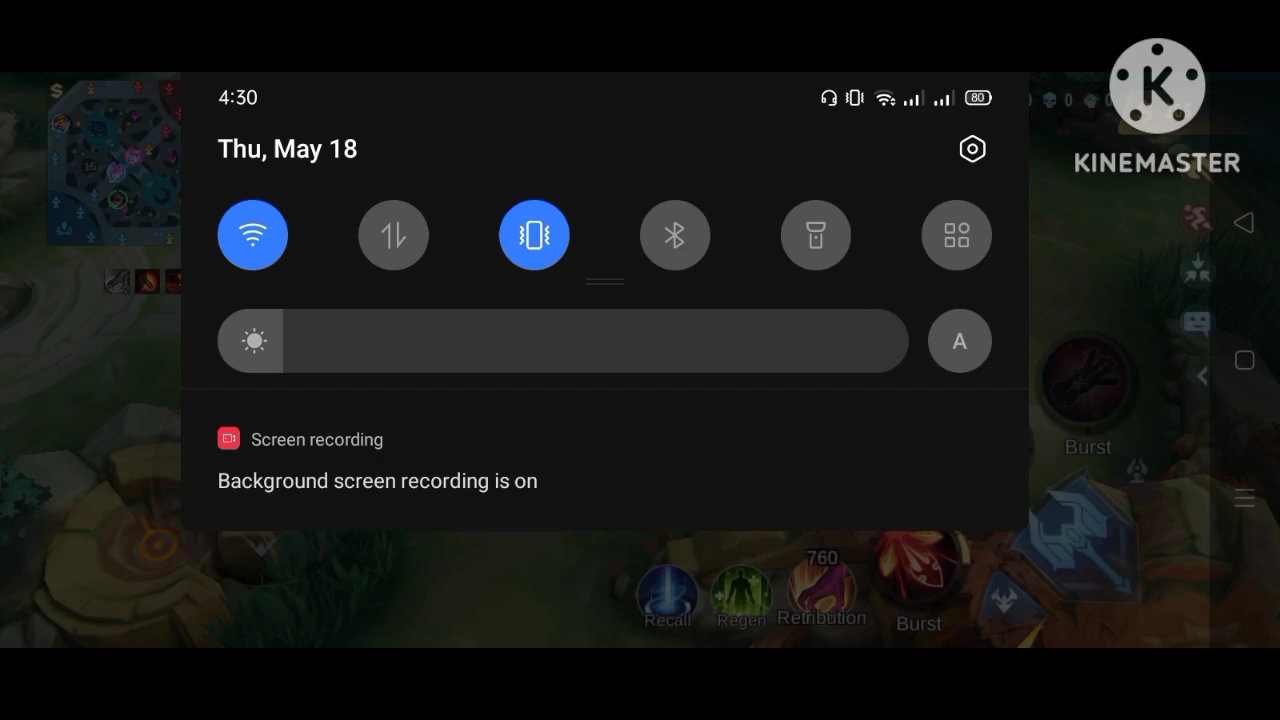 4:30
80
K
KINEMASTER
Thu, May 18
A
Screen recording
Background screen recording is on
Burst
760
Recall
Regen
Retribution
Burst